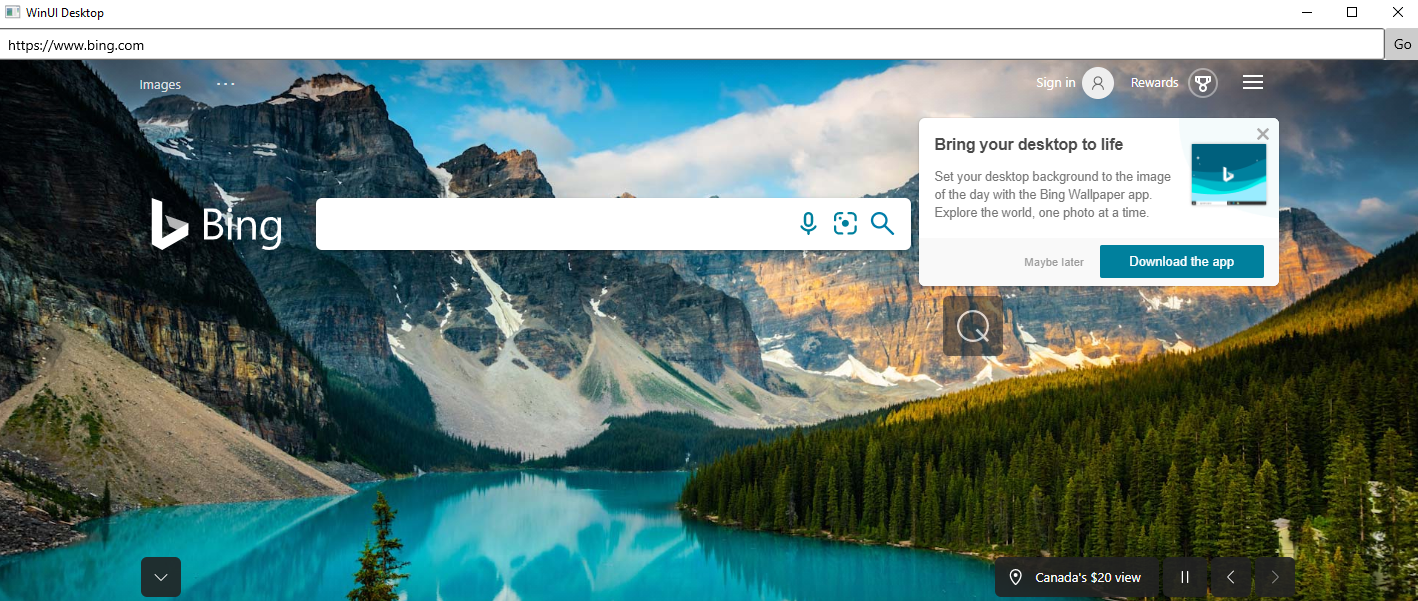 WinUI Desktop
https://www.bing.com
Go
Images
Sign in
Rewards
Bring your desktop to life
Set your desktop background to the image
of the day with the Bing Wallpaper app.
Explore the world, one photo at a time.
Bing
Maybe later
Download the app
Canada's $20 view